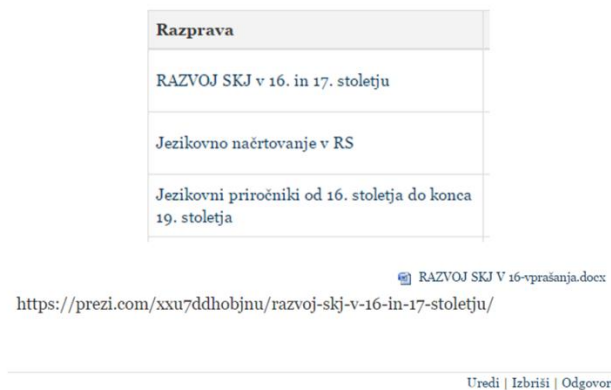 Razprava
RAZVOJ SKJ v 16. in 17. stoletju
Jezikovno načrtovanje v RS
Jezikovni priročniki od 16. stoletja do konca
19. stoletja
RAZVOJ SKJ V 16-vprašanja.docx
https://prezi.com/xxu7ddhobjnu/razvoj-skj-v-16-in-17-stoletju/
Uredi | Izbriši | Odgovor